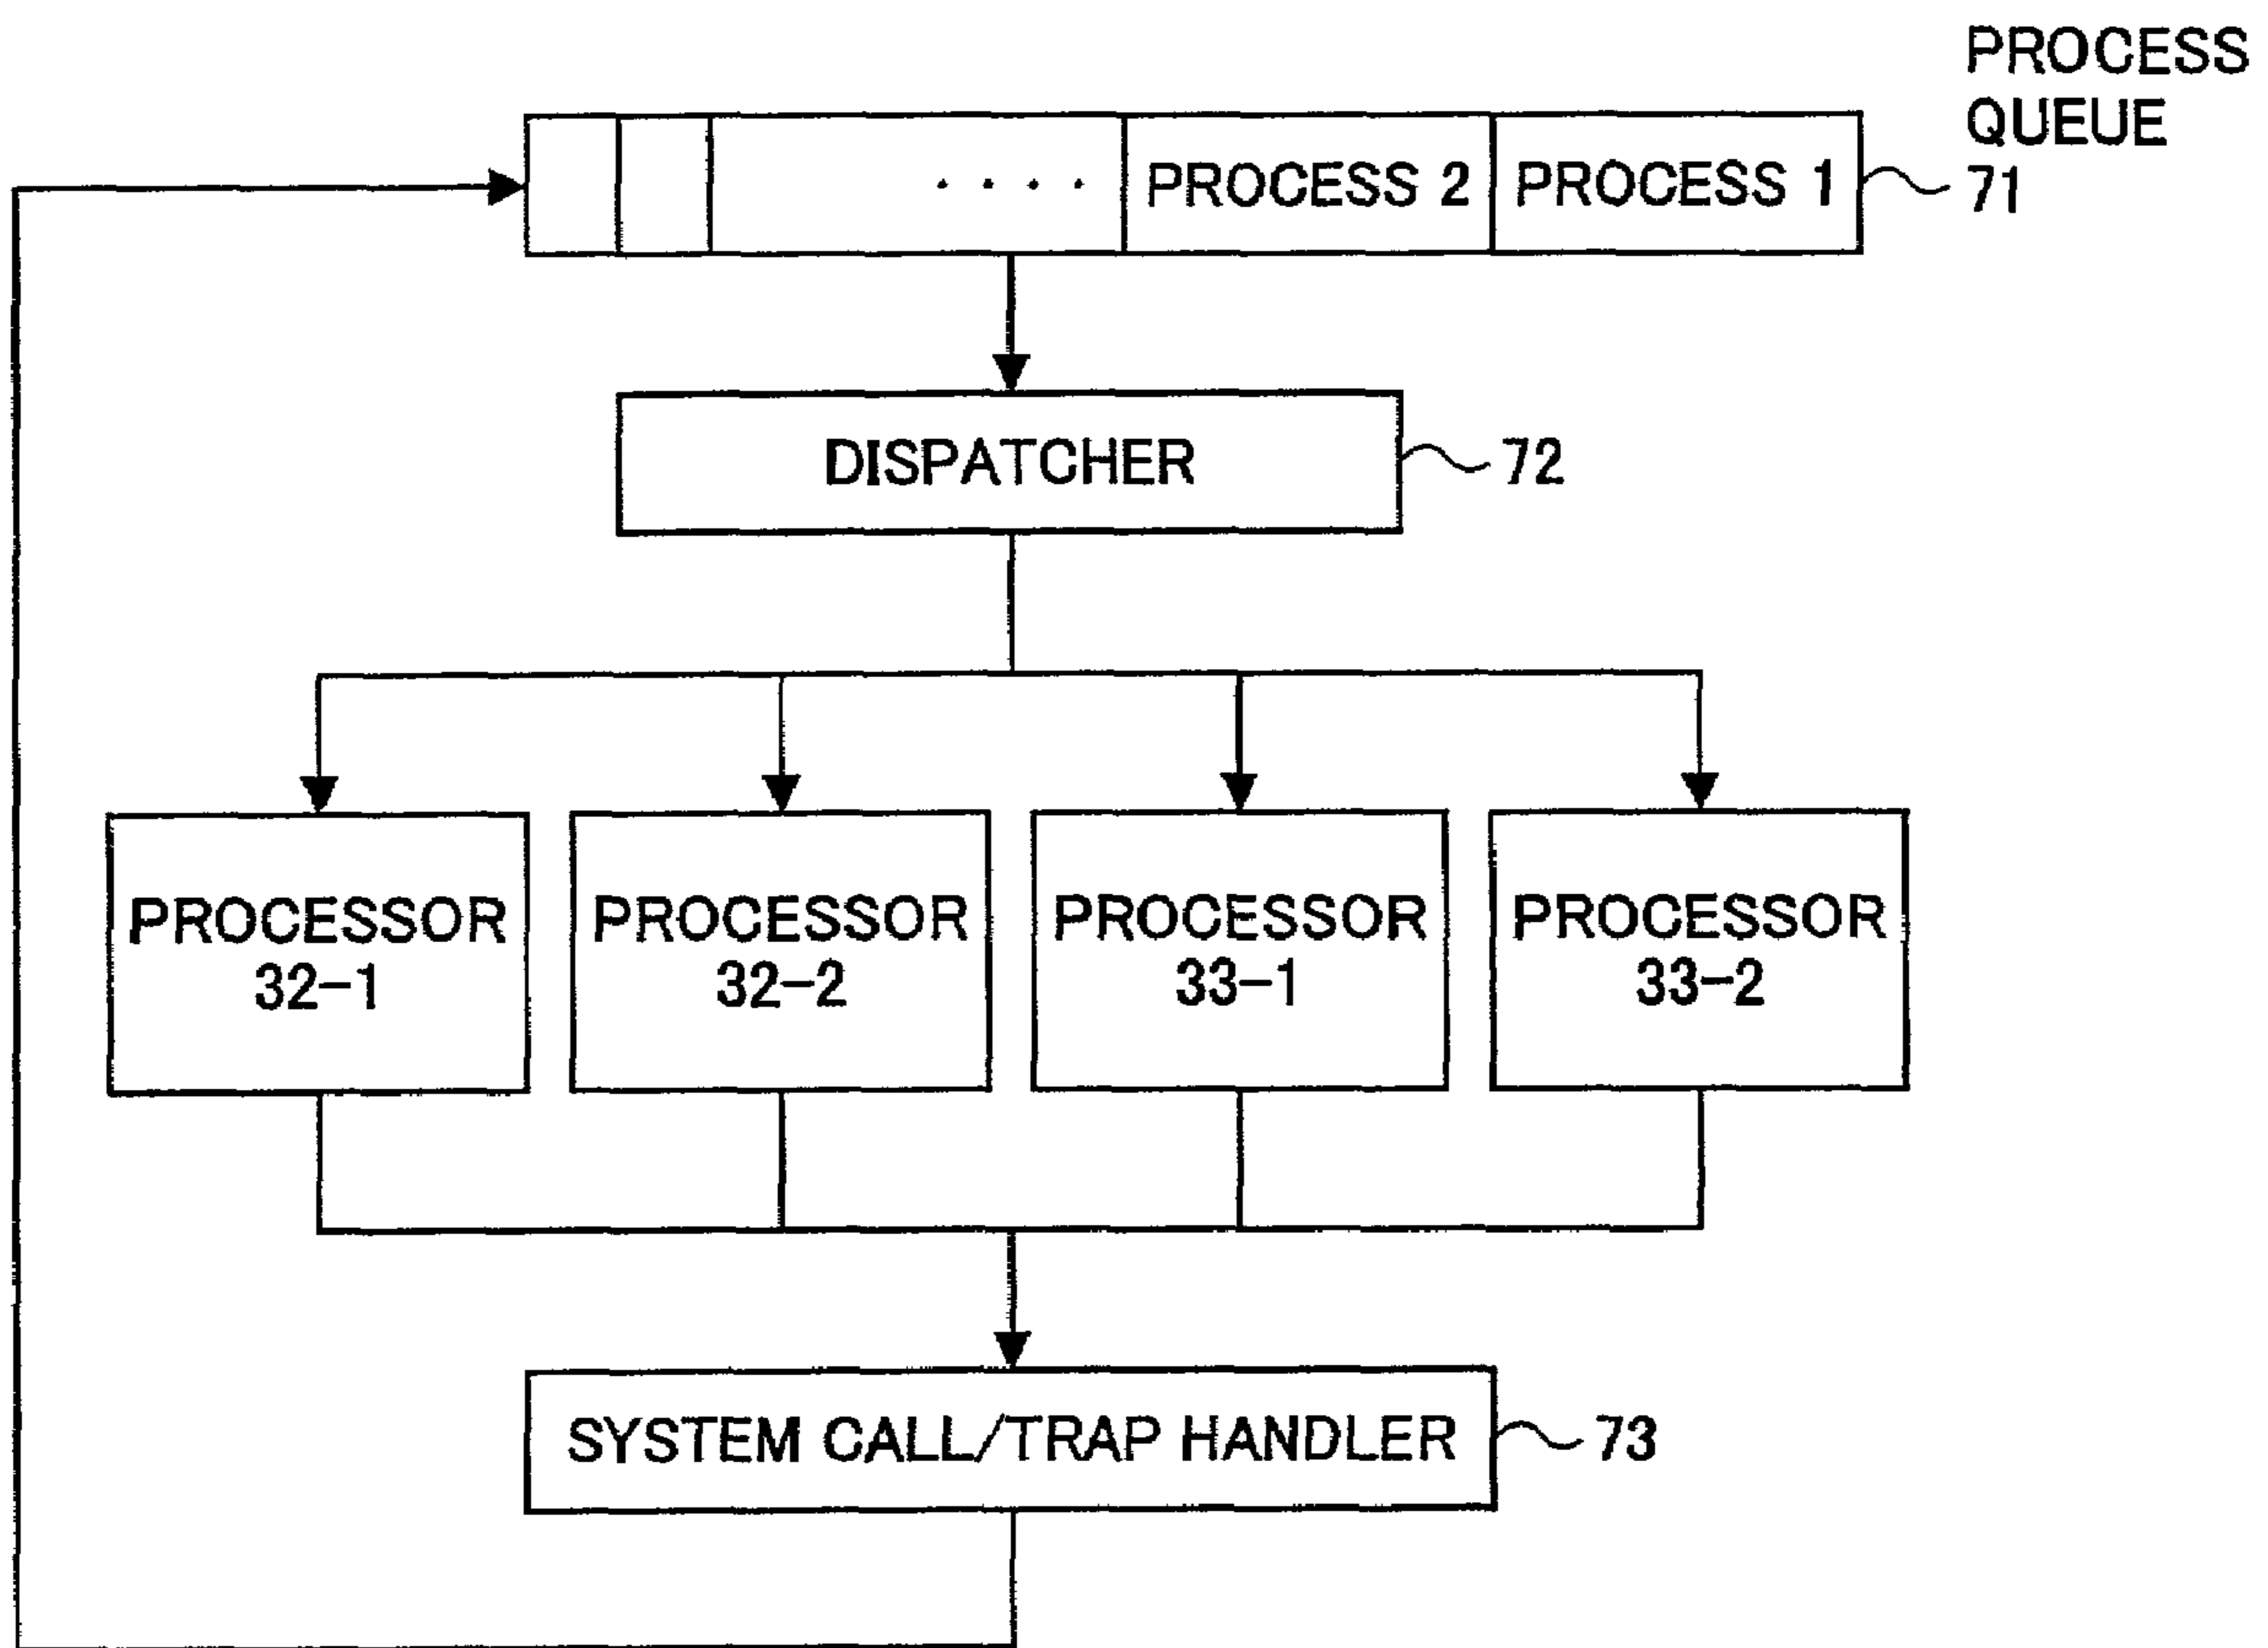 PROCESS
QUEUE
71
· · · · PROCESS 2 PROCESS 1
DISPATCHER 72
PROCESSOR
32-1
PROCESSOR
32-2
PROCESSOR
33-1
PROCESSOR
33-2
SYSTEM CALL/TRAP HANDLER 73